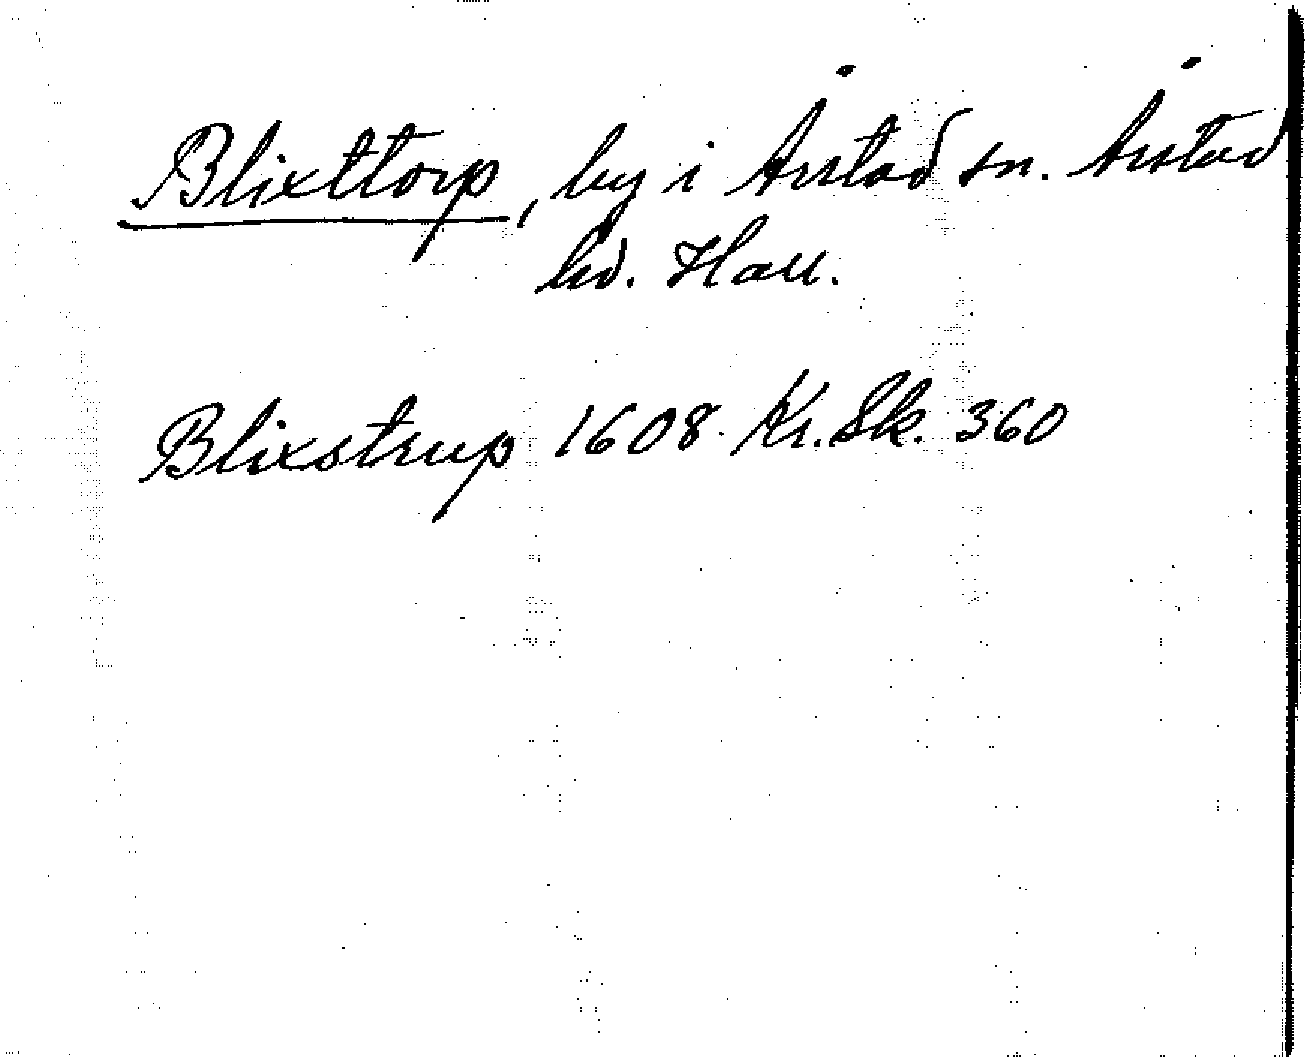 Blixttorp, by i Årstad sn. Årstad
hd. Hall.
Blixstrup 1608. Kr. Sk. 360